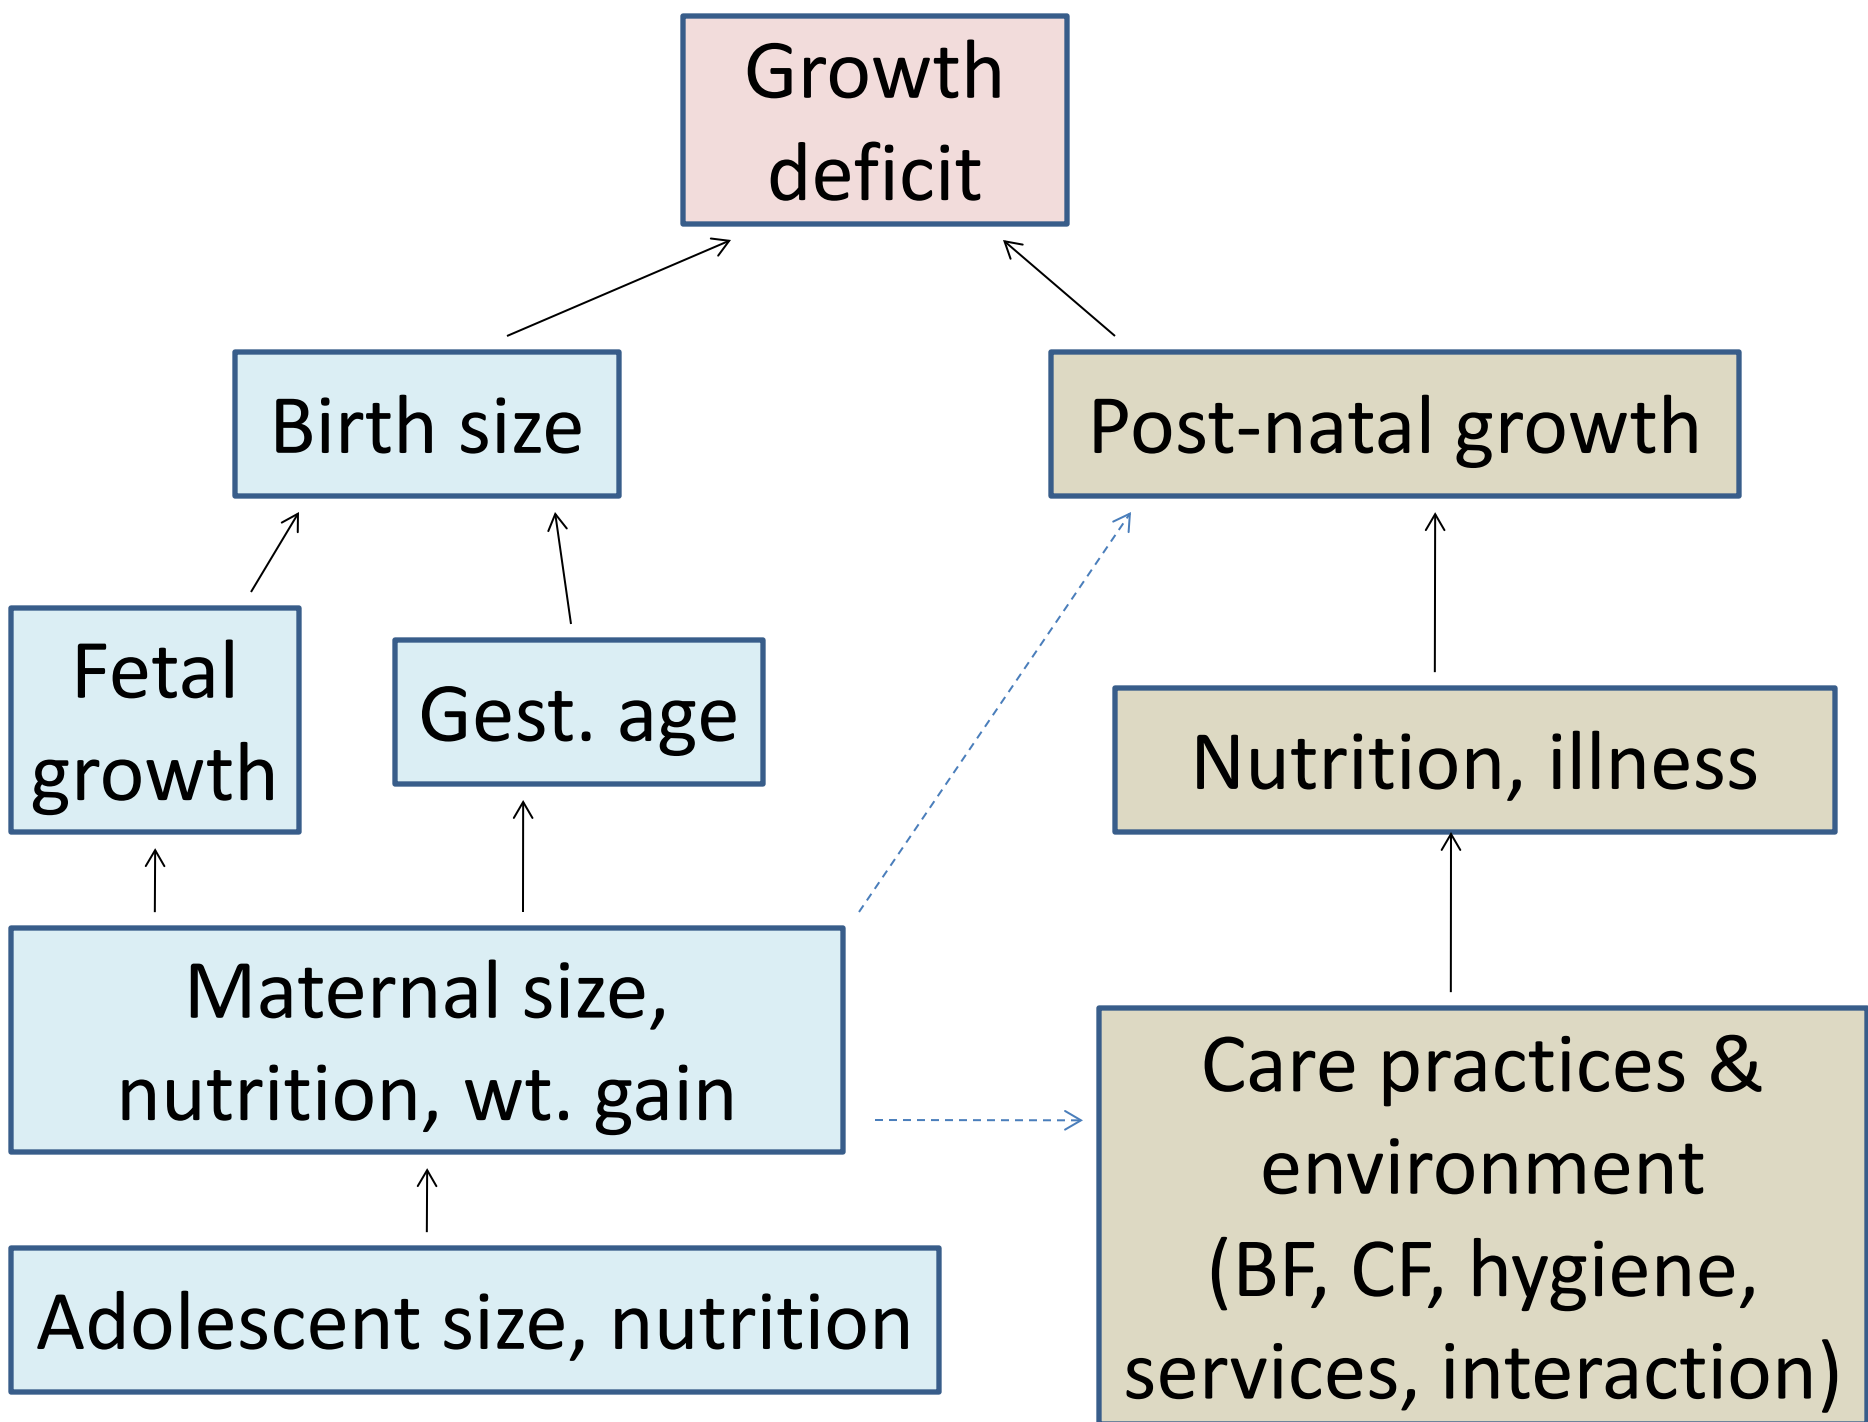 Growth
deficit
Birth size
Post-natal growth
Fetal
growth
Gest. age
Nutrition, illness
Maternal size,
nutrition, wt. gain
Care practices &
environment
(BF, CF, hygiene,
services, interaction)
Adolescent size, nutrition